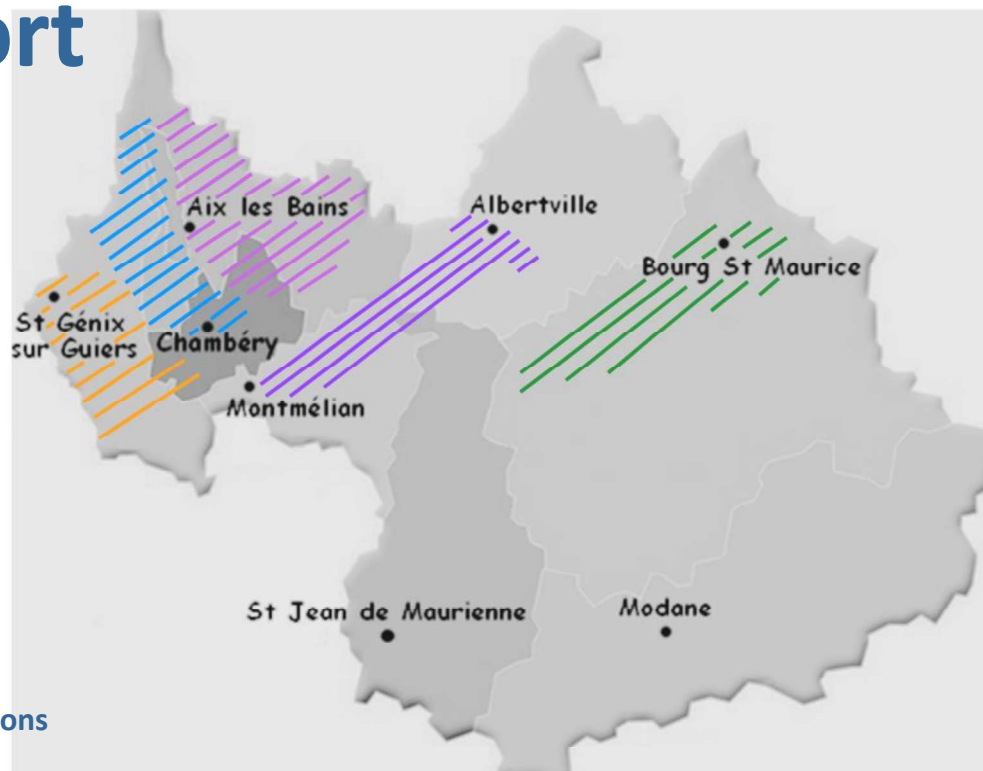 ort
Aix les Bains
Albertville
Bourg St Maurice
St Génix
sur Guiers
Chambéry
Montmélian
St Jean de Maurienne
Modane
ons